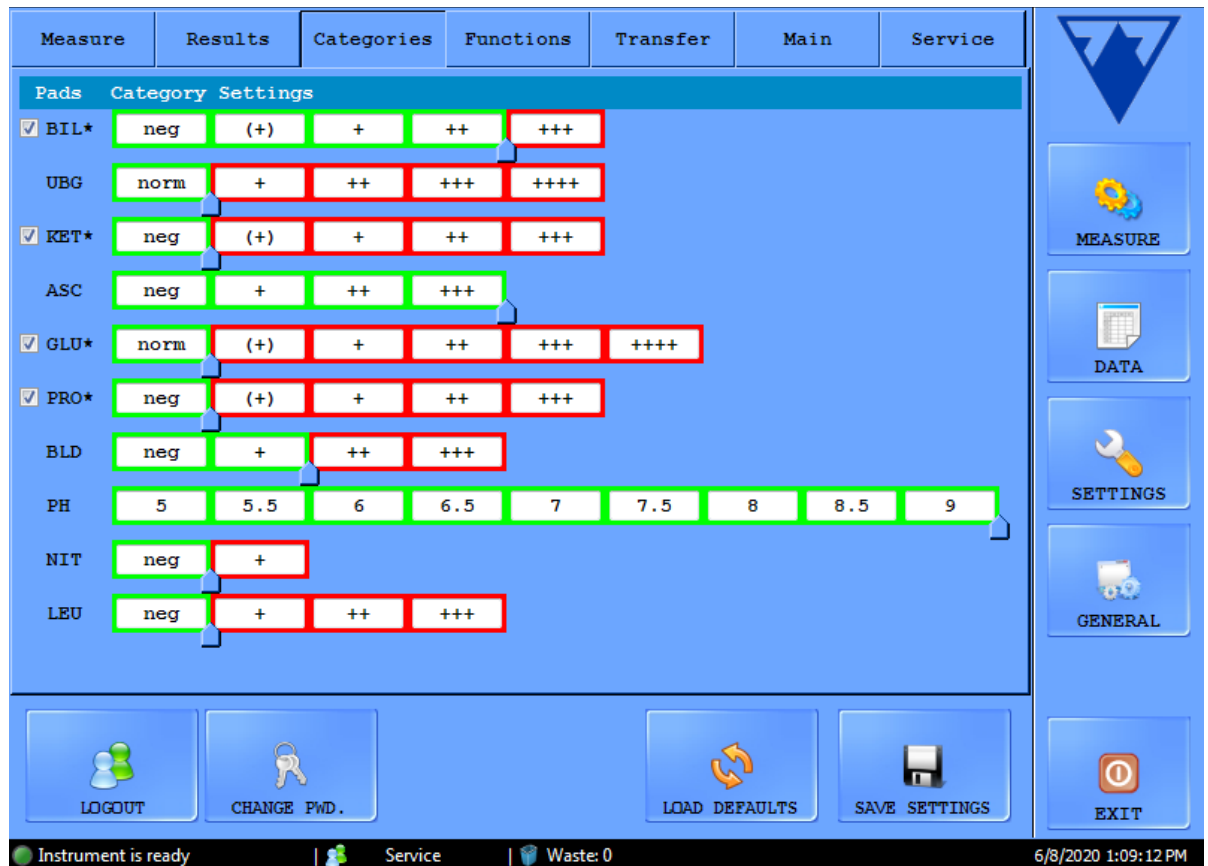 Measure Results Categories Functions Transfer Main Service
Pads Category Settings
BIL★ neg (+) + ++ +++
UBG norm + ++ +++ ++++
KET★ neg (+) + ++ +++
ASC neg + ++ +++
GLU★ norm (+) + ++ +++ ++++
PRO★ neg (+) + ++ +++
BLD neg + ++ +++
PH 5 5.5 6 6.5 7 7.5 8 8.5 9
NIT neg +
LEU neg + ++ +++
MEASURE
DATA
SETTINGS
GENERAL
LOGOUT CHANGE PWD. LOAD DEFAULTS SAVE SETTINGS EXIT
Instrument is ready | Service | Waste: 0 6/8/2020 1:09:12 PM